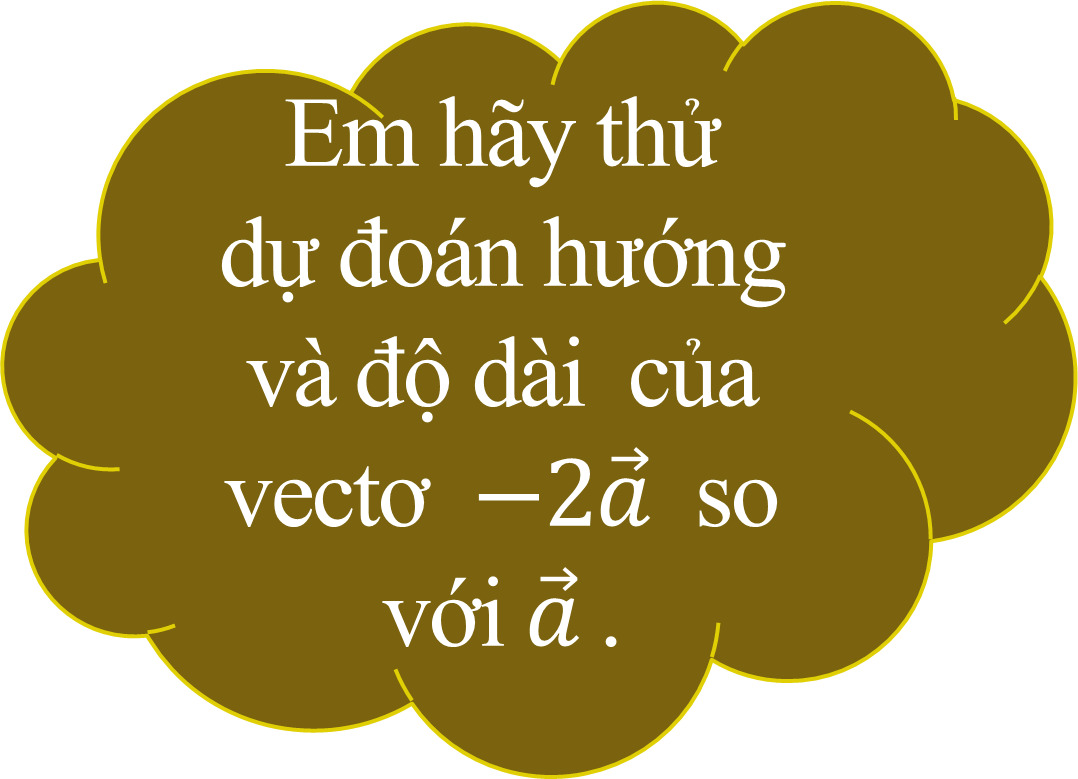 Em hãy thử
dự đoán hướng
và độ dài của
vectơ −2a⃗ so
với a⃗ .